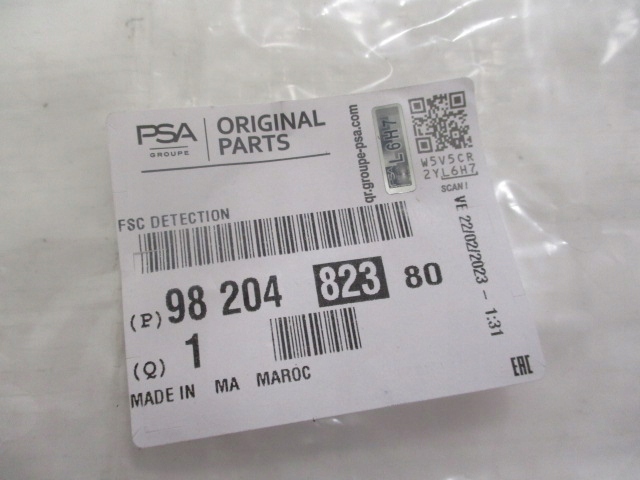 PSA
GROUPE
ORIGINAL
PARTS
qr.groupe-psa.com
L6H7
W5V5CR
2YL6H7
SCAN!
FSC DETECTION
VE 22/02/2023 - 1:31
(P) 98 204 823 80
(Q) 1
MADE IN MA MAROC
EAC